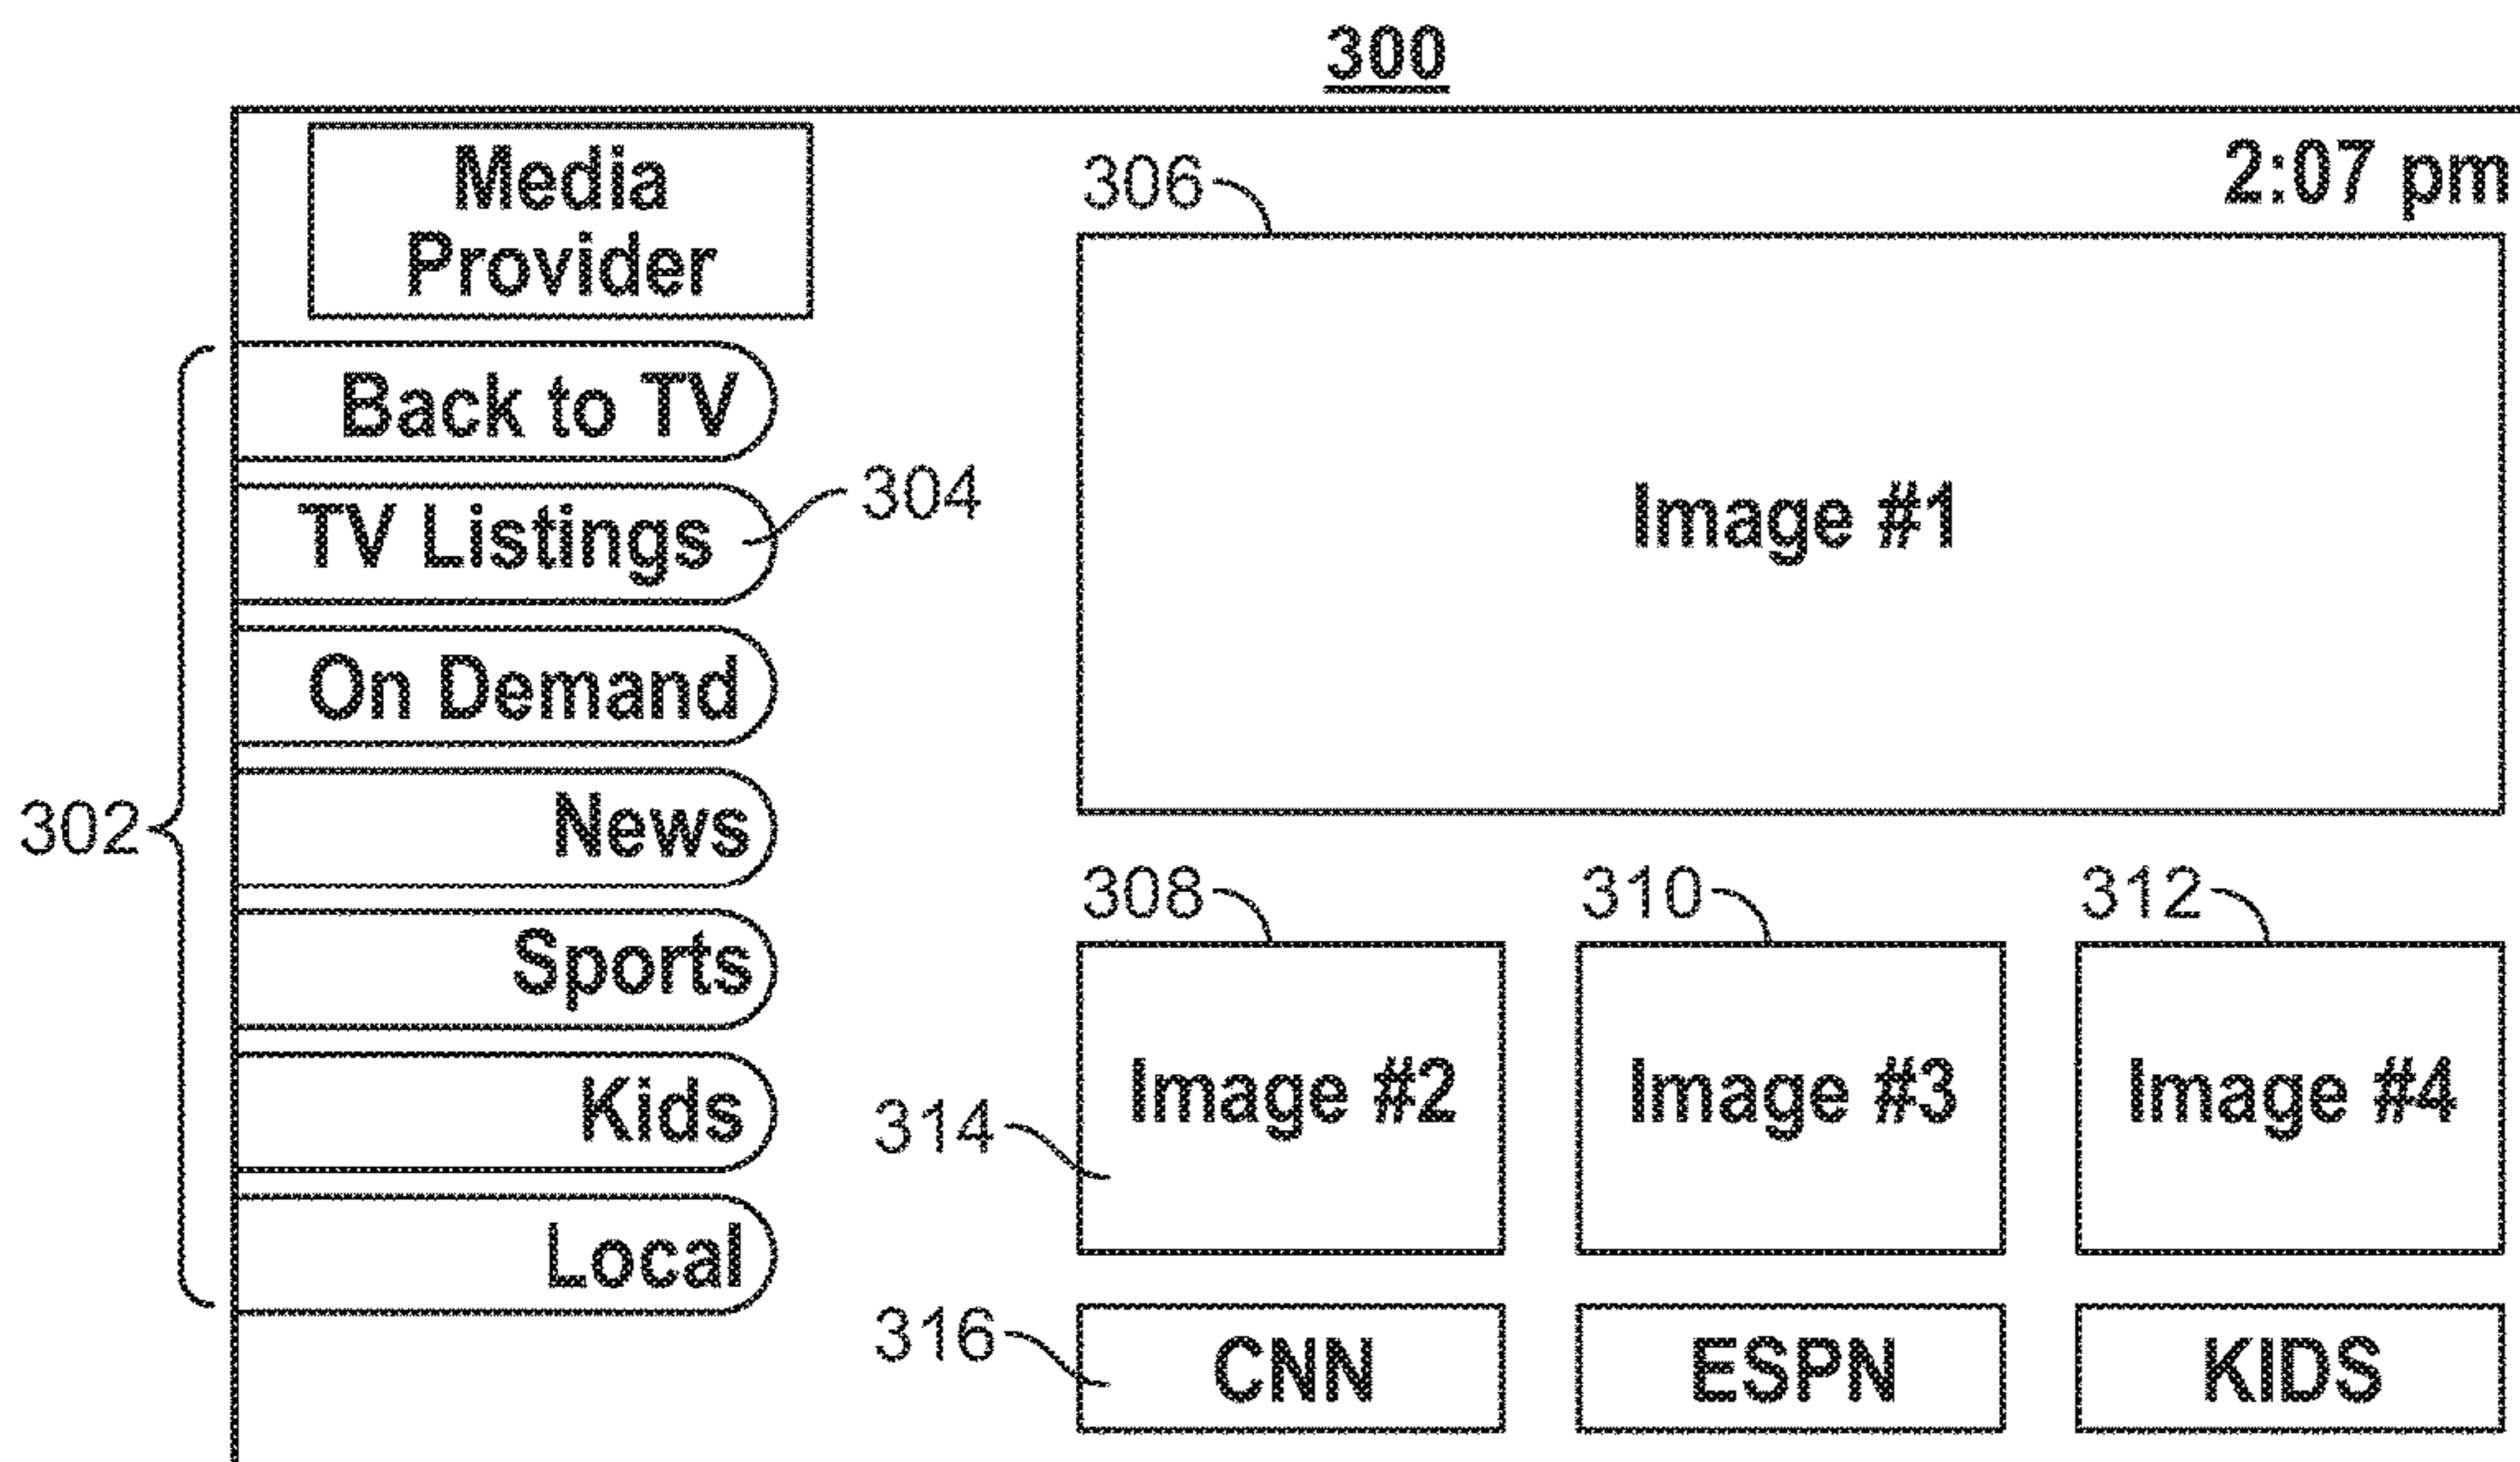 300
Media
Provider
2:07 pm
306
Back to TV
TV Listings
304
On Demand
News
Sports
Kids
Local
302
Image #1
308
310
312
Image #2
Image #3
Image #4
314
316
CNN
ESPN
KIDS